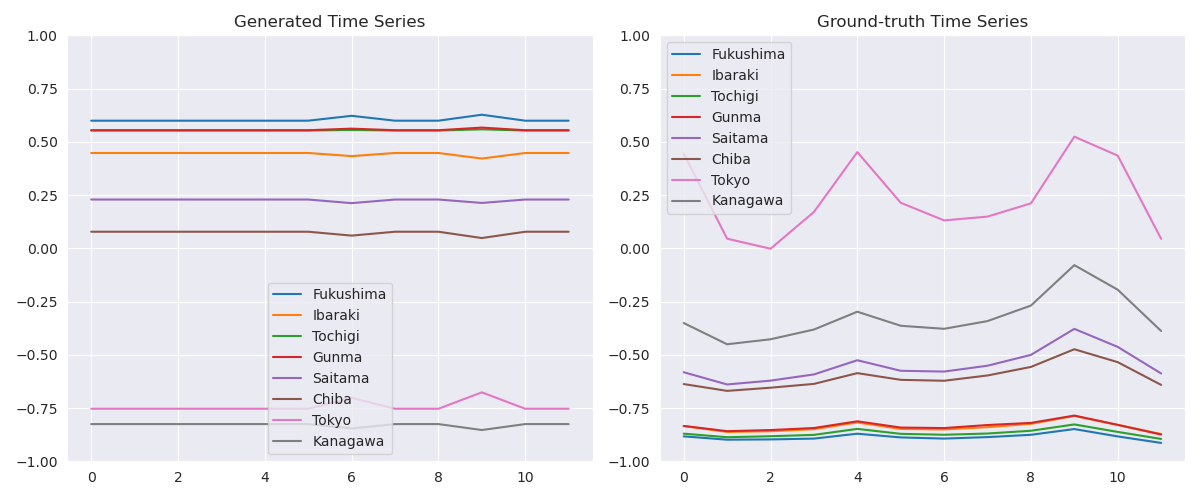 Generated Time Series
1.00
0.75
0.50
0.25
0.00
−0.25
−0.50
−0.75
−1.00
0 2 4 6 8 10
Fukushima
Ibaraki
Tochigi
Gunma
Saitama
Chiba
Tokyo
Kanagawa
Ground-truth Time Series
1.00
0.75
0.50
0.25
0.00
−0.25
−0.50
−0.75
−1.00
0 2 4 6 8 10
Fukushima
Ibaraki
Tochigi
Gunma
Saitama
Chiba
Tokyo
Kanagawa